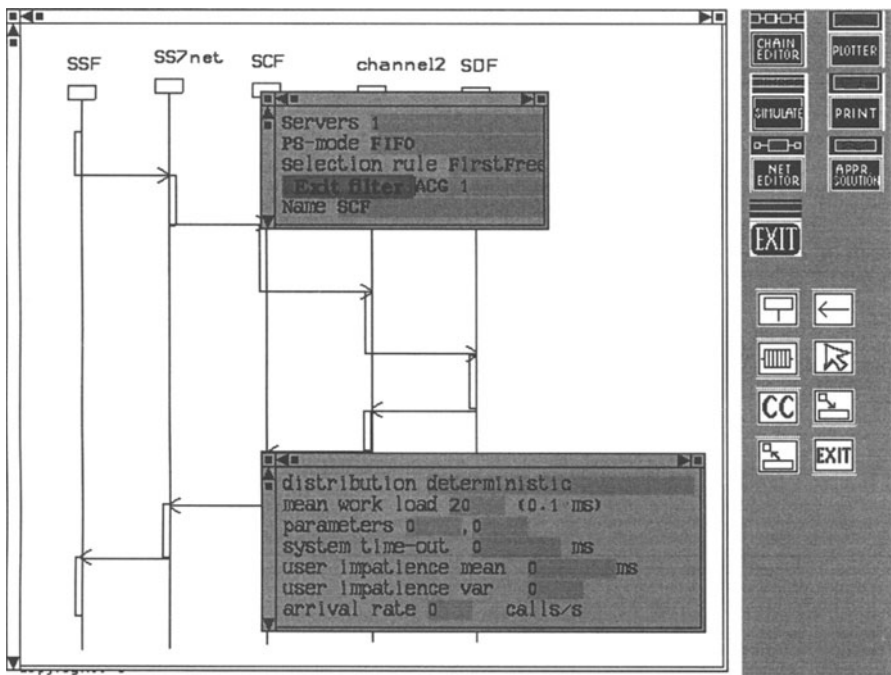 SSF SS7net SCF channel2 SDF
Servers 1
PS-mode FIFO
Selection rule FirstFree
Exit filter ACG 1
Name SCF
distribution deterministic
mean work load 20 (0.1 ms)
parameters 0 ,0
system time-out 0 ms
user impatience mean 0 ms
user impatience var 0
arrival rate 0 calls/s
CHAIN EDITOR
PLOTTER
SIMULATE
PRINT
NET EDITOR
APPR. SOLUTION
EXIT
CC
EXIT